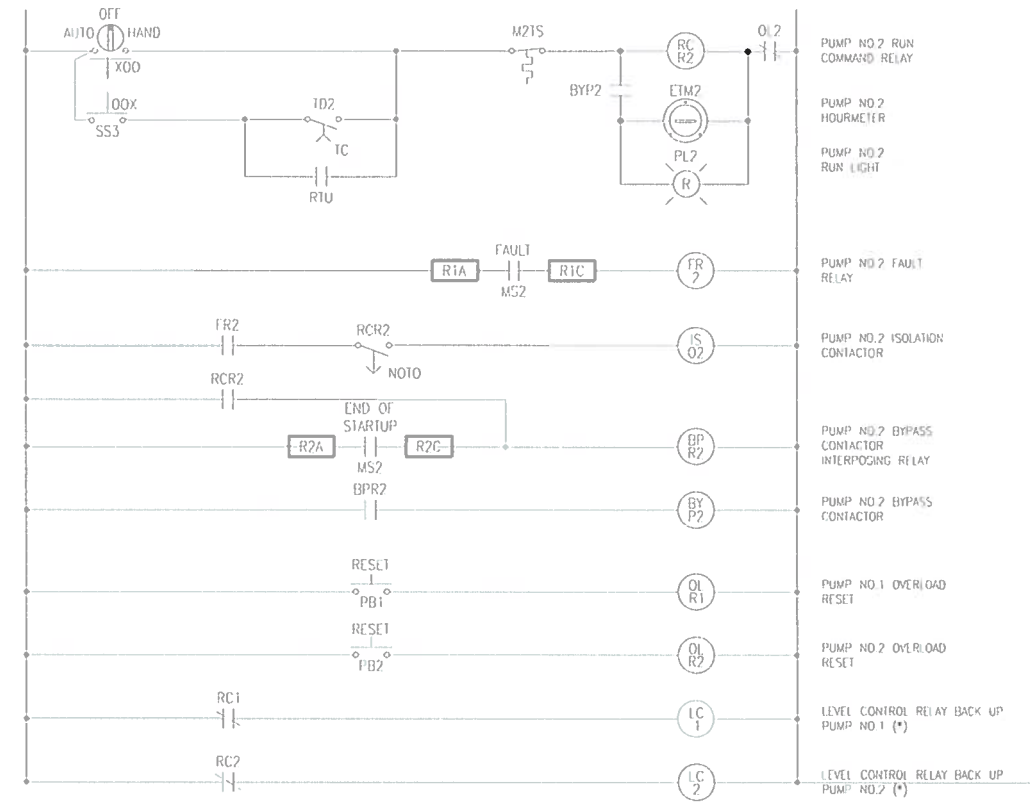 OFF
AUTO HAND
X00
00X
SS3
TD2
TC
RTU
M2TS
BYP2
RC
R2
OL2
ETM2
PL2
R
PUMP NO.2 RUN
COMMAND RELAY
PUMP NO.2
HOURMETER
PUMP NO.2
RUN LIGHT
FAULT
R1A
R1C
MS2
FR
2
PUMP NO.2 FAULT
RELAY
FR2
RCR2
NOTO
IS
O2
PUMP NO.2 ISOLATION
CONTACTOR
RCR2
END OF
STARTUP
R2A
R2C
MS2
BP
R2
PUMP NO.2 BYPASS
CONTACTOR
INTERPOSING RELAY
BPR2
BY
P2
PUMP NO.2 BYPASS
CONTACTOR
RESET
PB1
OL
R1
PUMP NO.1 OVERLOAD
RESET
RESET
PB2
OL
R2
PUMP NO.2 OVERLOAD
RESET
RC1
LC
1
LEVEL CONTROL RELAY BACK UP
PUMP NO.1 (*)
RC2
LC
2
LEVEL CONTROL RELAY BACK UP
PUMP NO.2 (*)